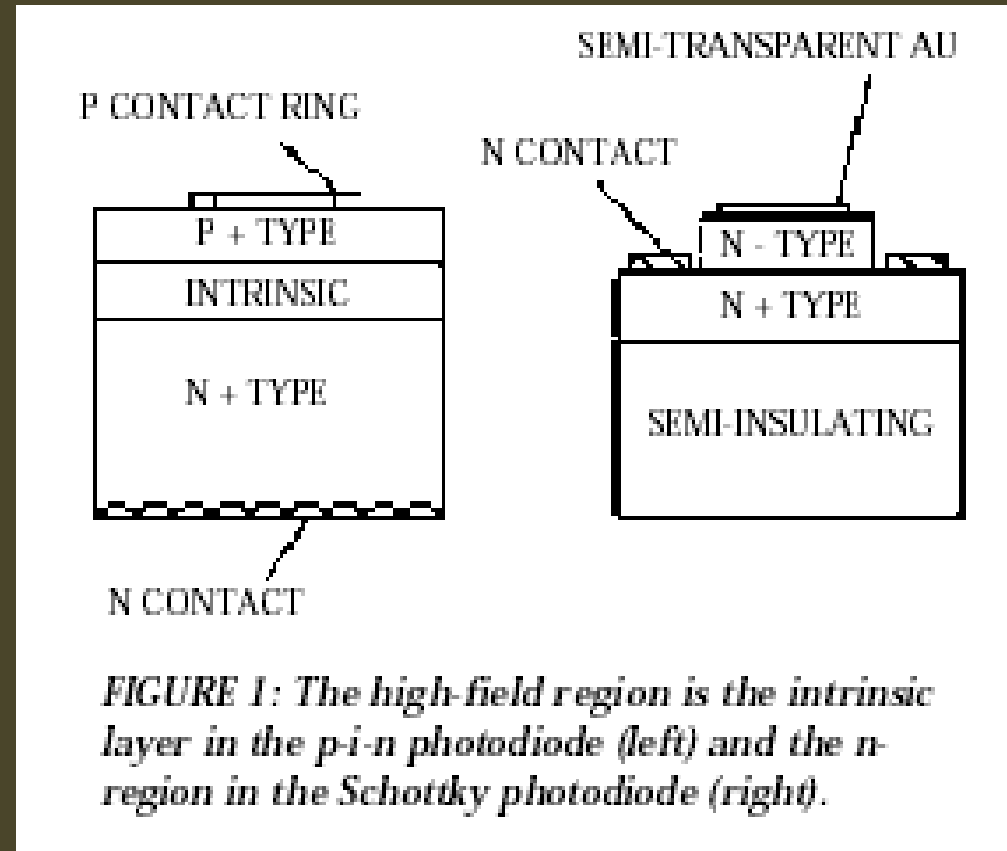 SEMI-TRANSPARENT AU
P CONTACT RING
N CONTACT
P + TYPE
INTRINSIC
N + TYPE
N CONTACT
N - TYPE
N + TYPE
SEMI-INSULATING
FIGURE 1: The high-field region is the intrinsic
layer in the p-i-n photodiode (left) and the n-
region in the Schottky photodiode (right).